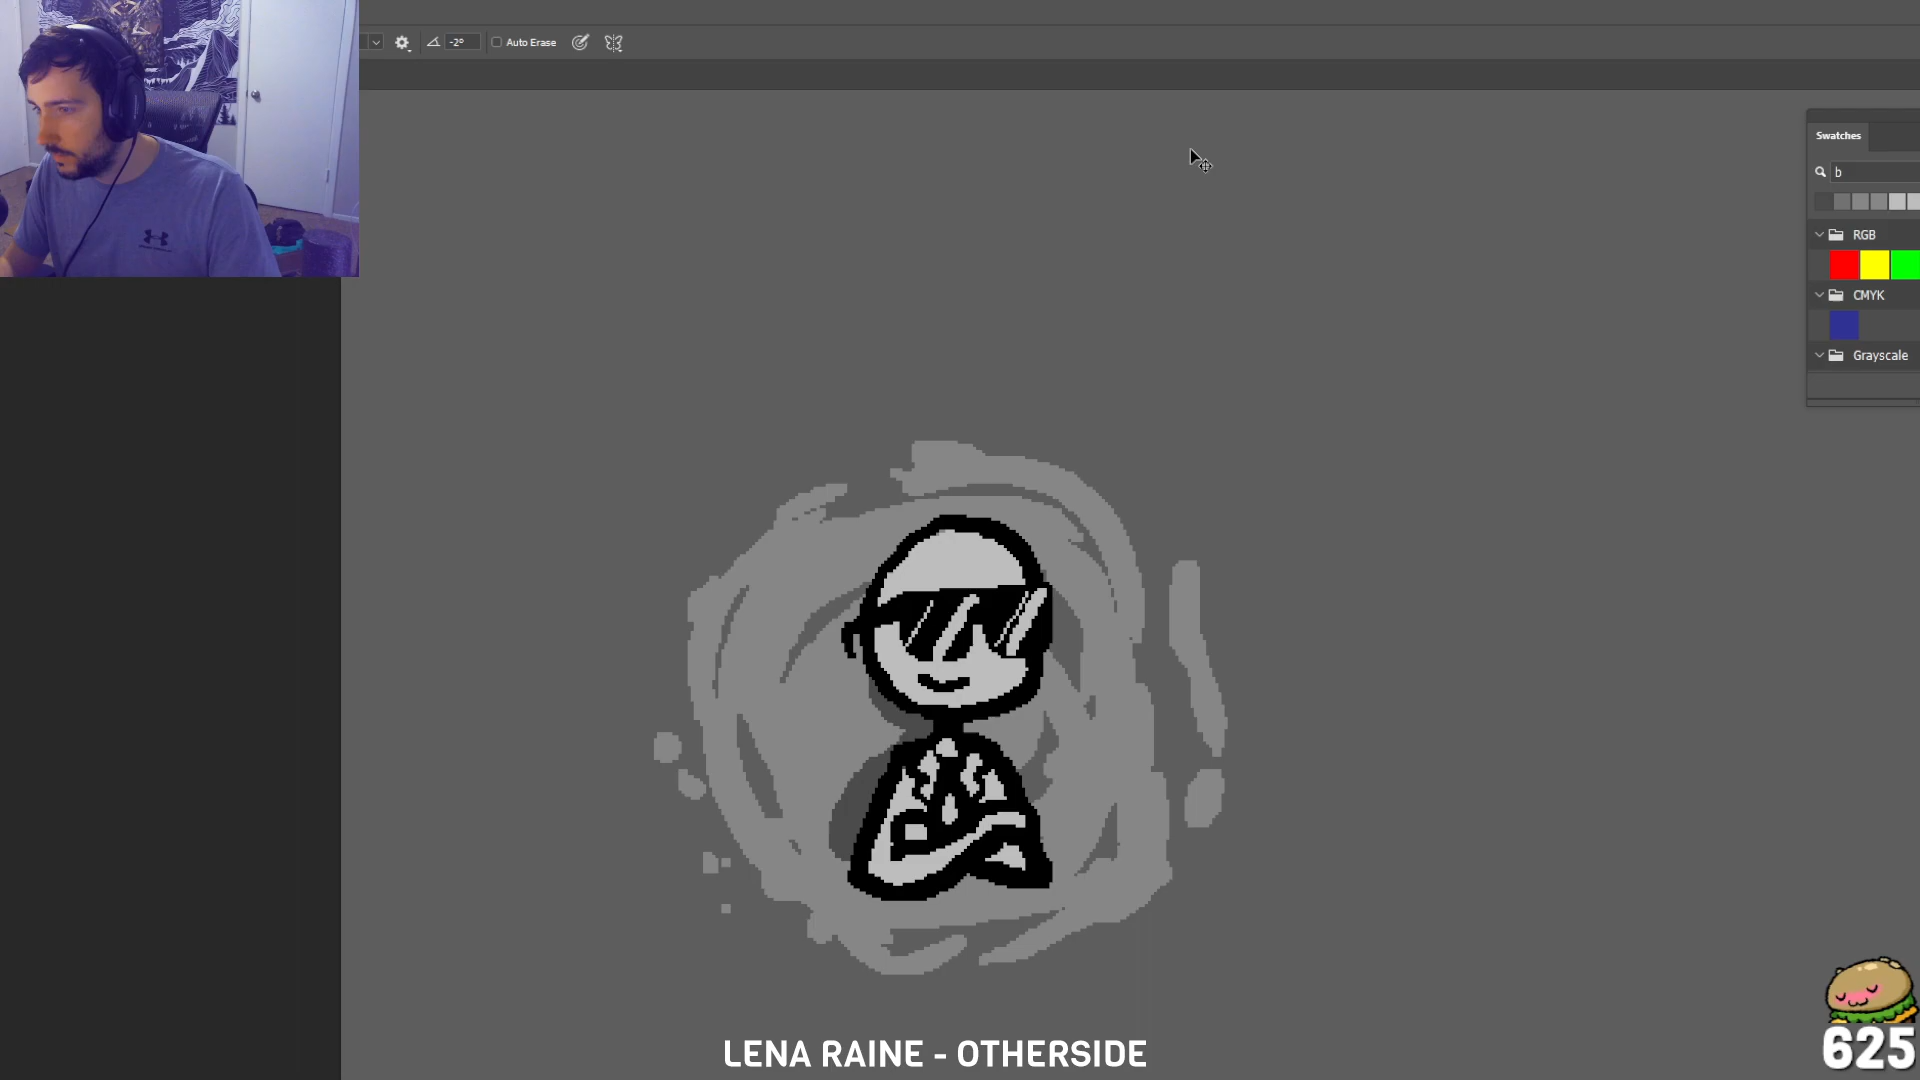 -2°
Auto Erase
Swatches
b
RGB
CMYK
Grayscale
LENA RAINE - OTHERSIDE
625